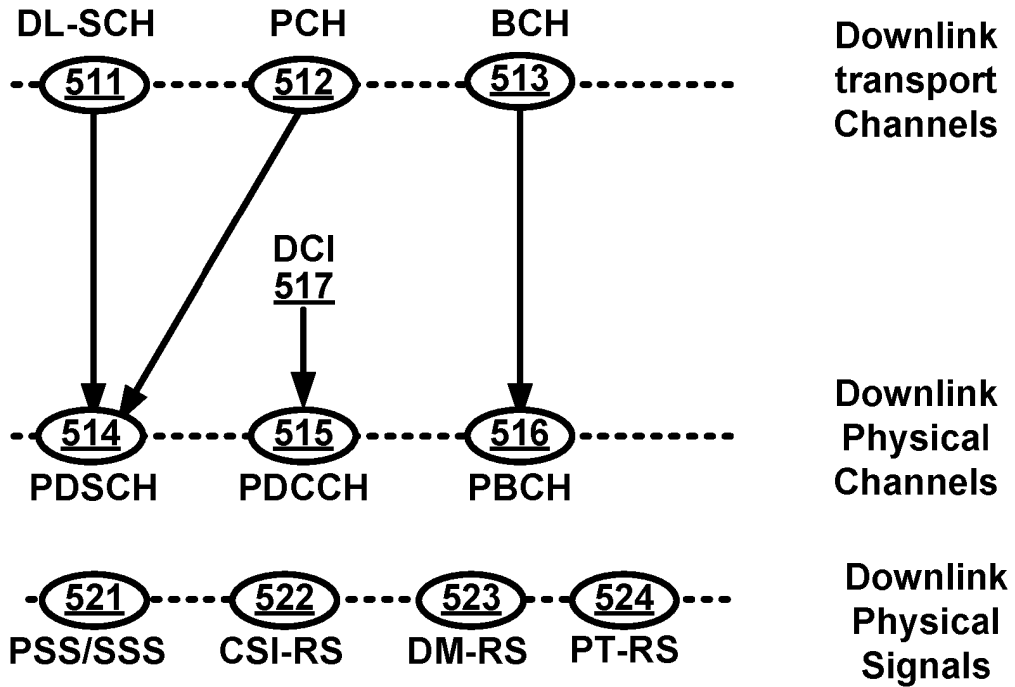 DL-SCH PCH BCH
511 512 513
Downlink
transport
Channels
DCI
517
514 515 516
PDSCH PDCCH PBCH
Downlink
Physical
Channels
521 522 523 524
PSS/SSS CSI-RS DM-RS PT-RS
Downlink
Physical
Signals